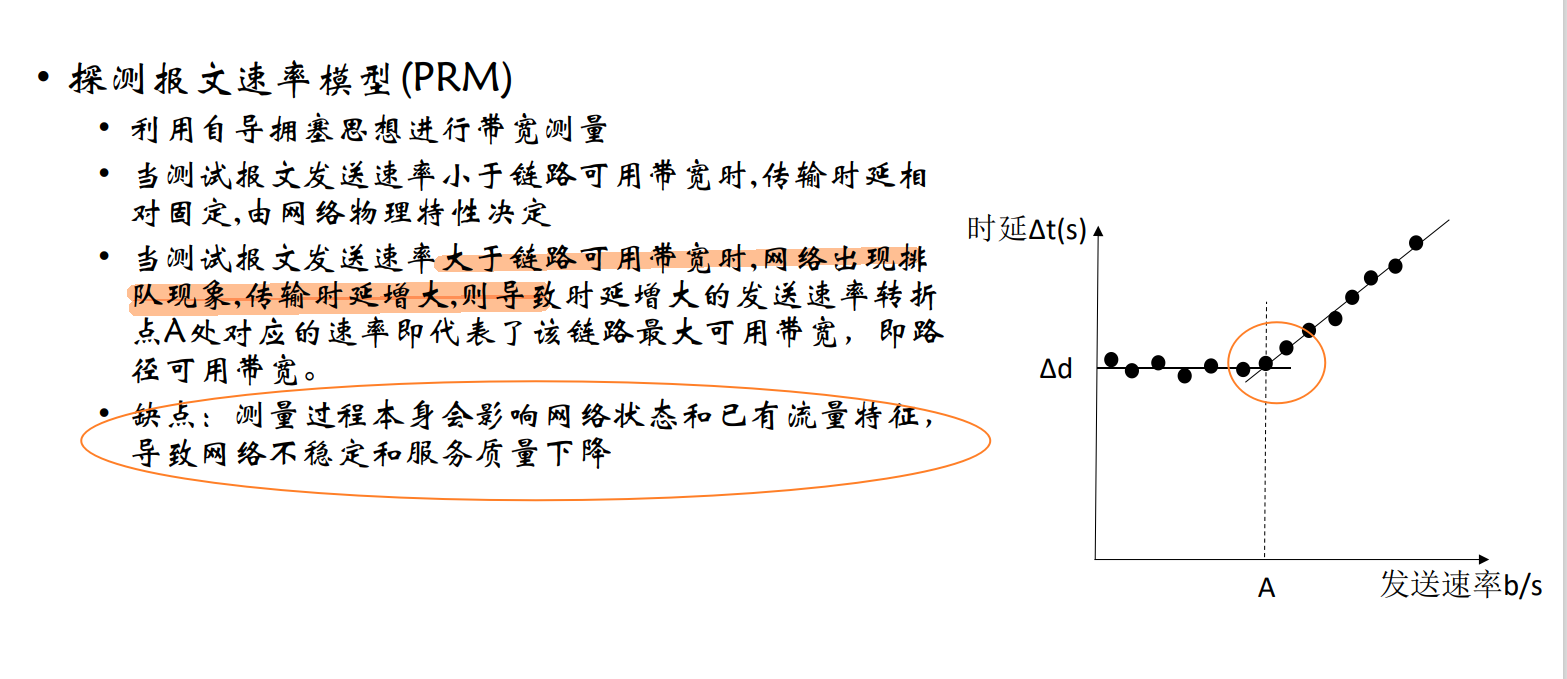 • 探测报文速率模型(PRM)
• 利用自导拥塞思想进行带宽测量
• 当测试报文发送速率小于链路可用带宽时,传输时延相
对固定,由网络物理特性决定
• 当测试报文发送速率大于链路可用带宽时,网络出现排
队现象,传输时延增大,则导致时延增大的发送速率转折
点A处对应的速率即代表了该链路最大可用带宽，即路
径可用带宽。
• 缺点：测量过程本身会影响网络状态和已有流量特征，
导致网络不稳定和服务质量下降
时延Δt(s)
Δd
A
发送速率b/s